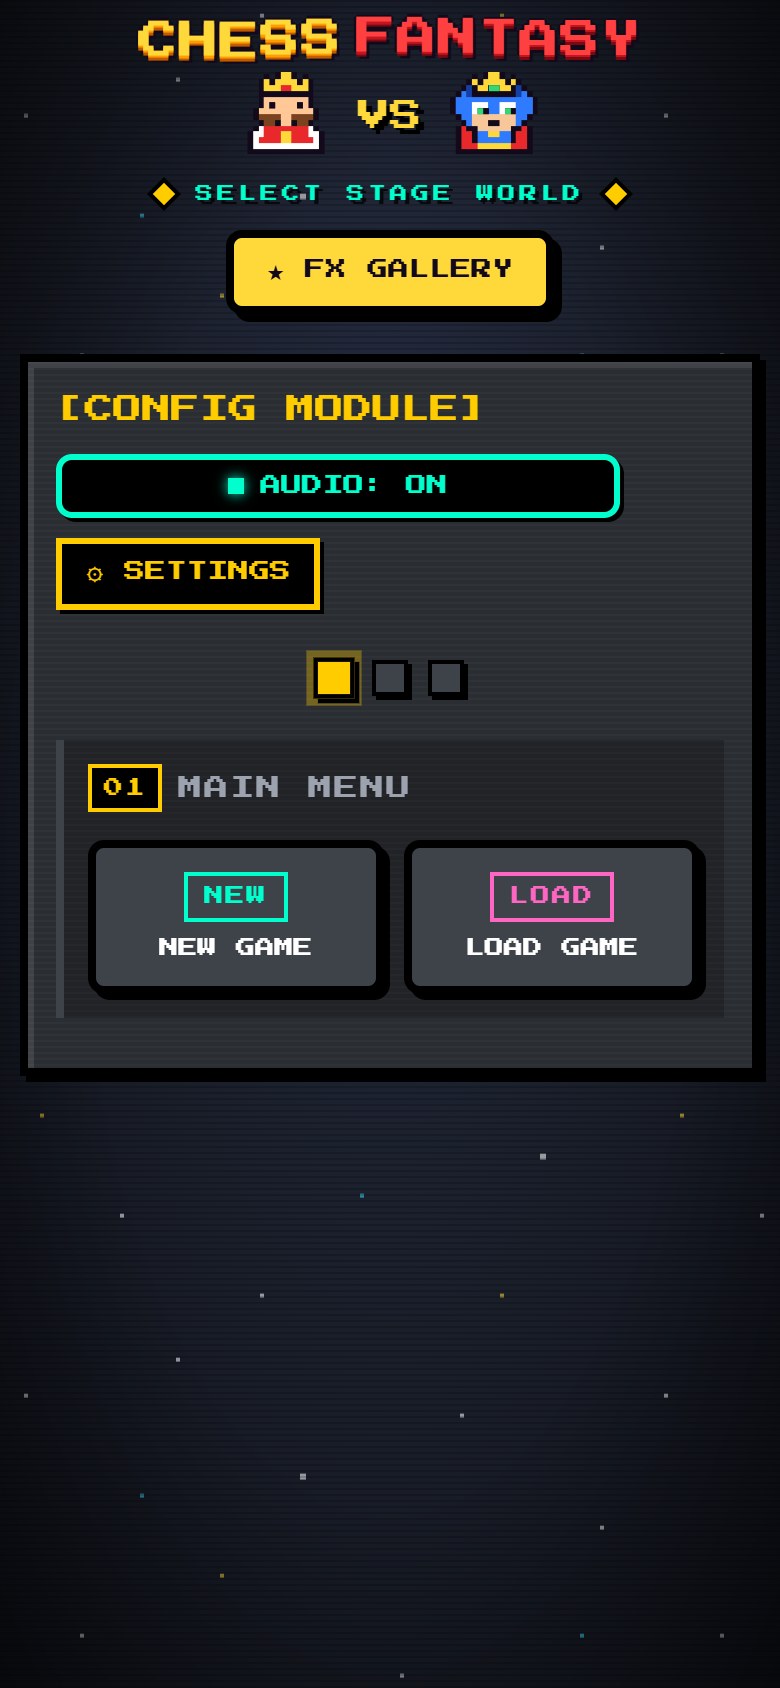 CHESS FANTASY
VS
SELECT STAGE WORLD
★ FX GALLERY
[CONFIG MODULE]
AUDIO: ON
⚙ SETTINGS
01 MAIN MENU
NEW
NEW GAME
LOAD
LOAD GAME